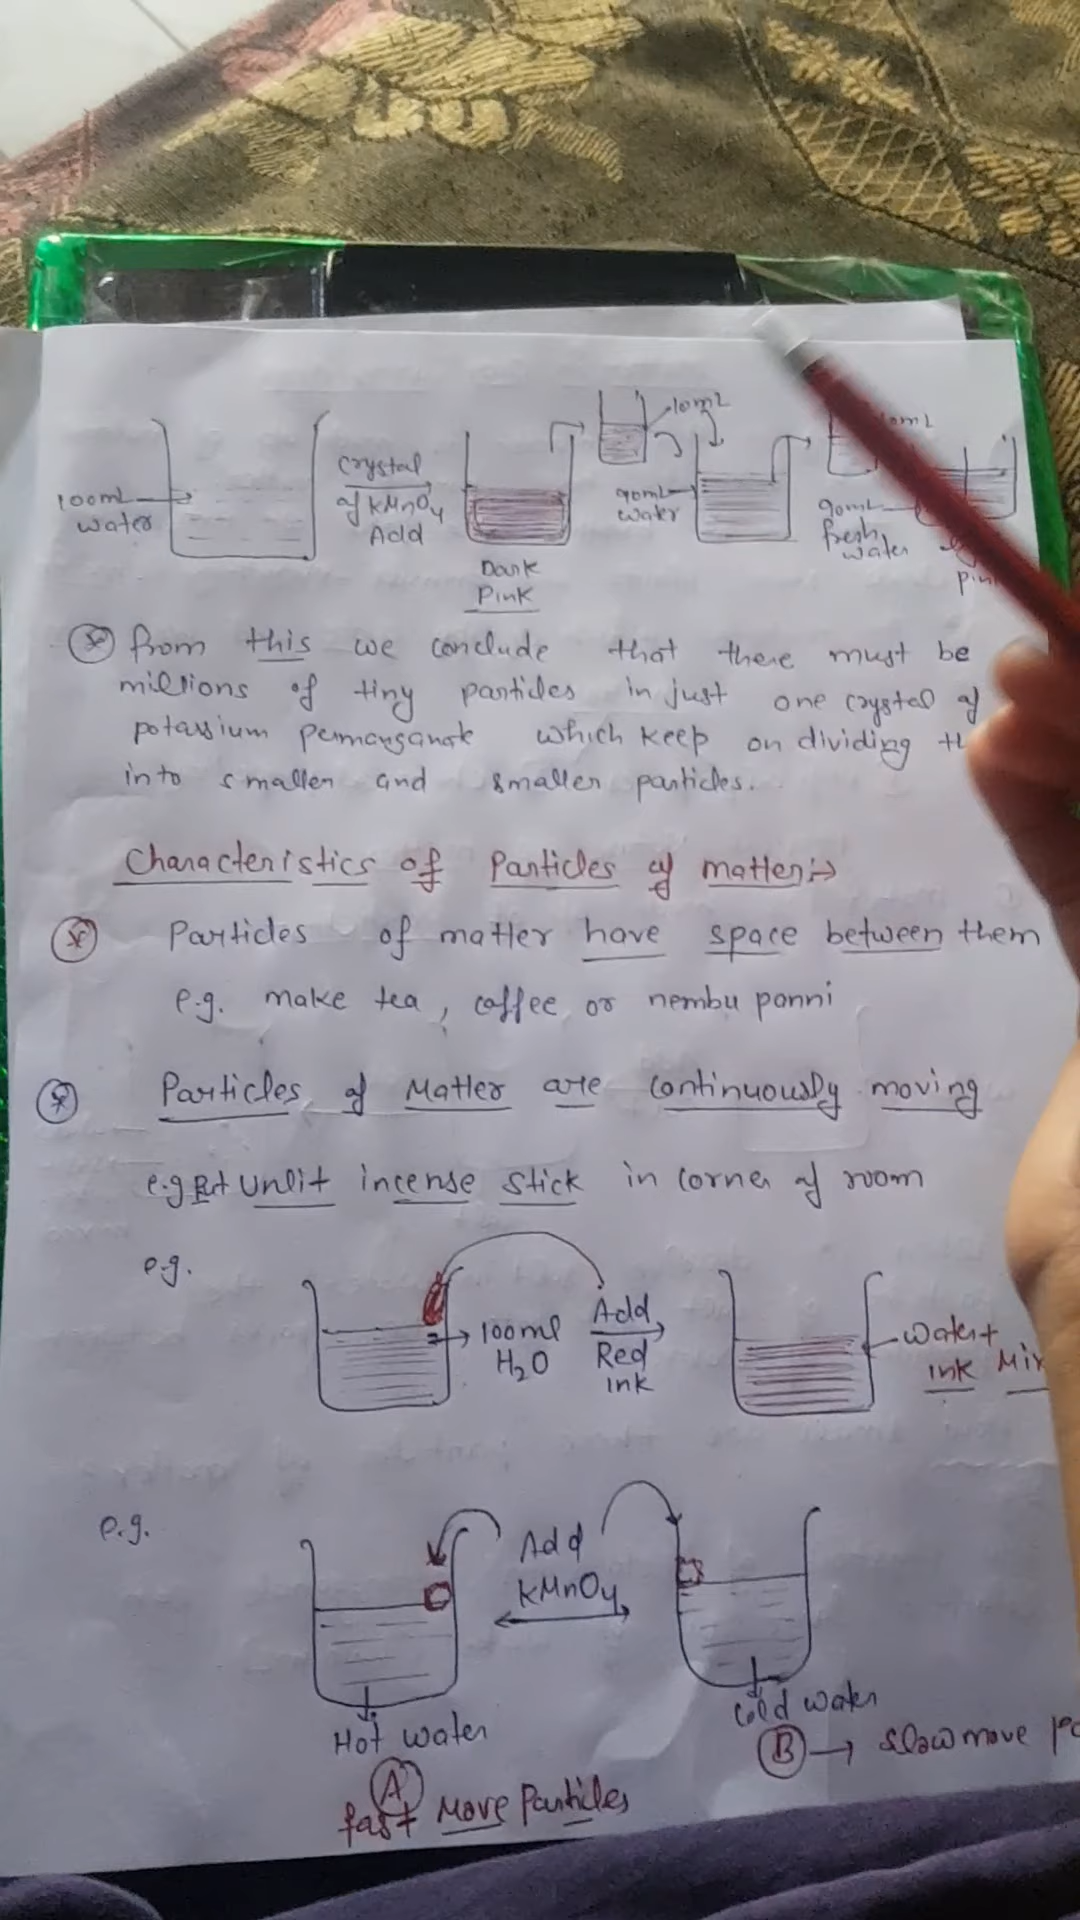 100mL
water
Crystal
of KMnO4
Add
Dark
Pink
10mL
90mL
water
90mL
fresh
water
From this we conclude that there must be
millions of tiny particles in just one crystal of
potassium permanganate which keep on dividing
into smaller and smaller particles.
Characteristics of Particles of matter:→
Particles of matter have space between them
e.g. make tea, coffee or nembu panni
Particles of Matter are continuously moving
e.g Put Unlit incense stick in corner of room
e.g.
100ml
H2O
Add
Red
ink
Water+
ink
e.g.
Add
KMnO4
Hot water
Cold water
A
Fast Move Particles
B → Slow move